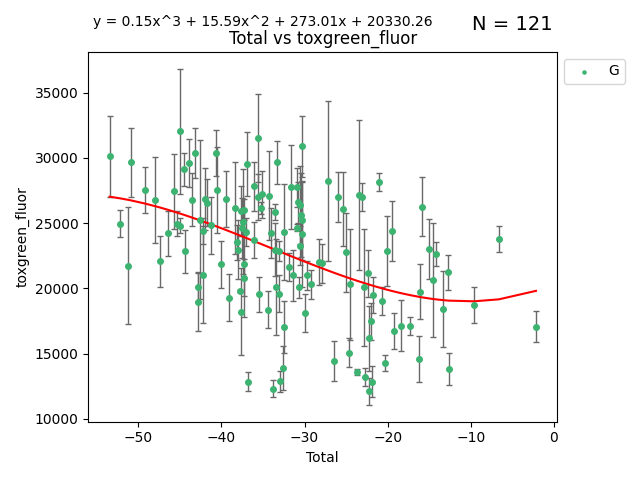 y = 0.15x^3 + 15.59x^2 + 273.01x + 20330.26
N = 121
Total vs toxgreen_fluor
G
toxgreen_fluor
35000
30000
25000
20000
15000
10000
−50
−40
−30
−20
−10
0
Total